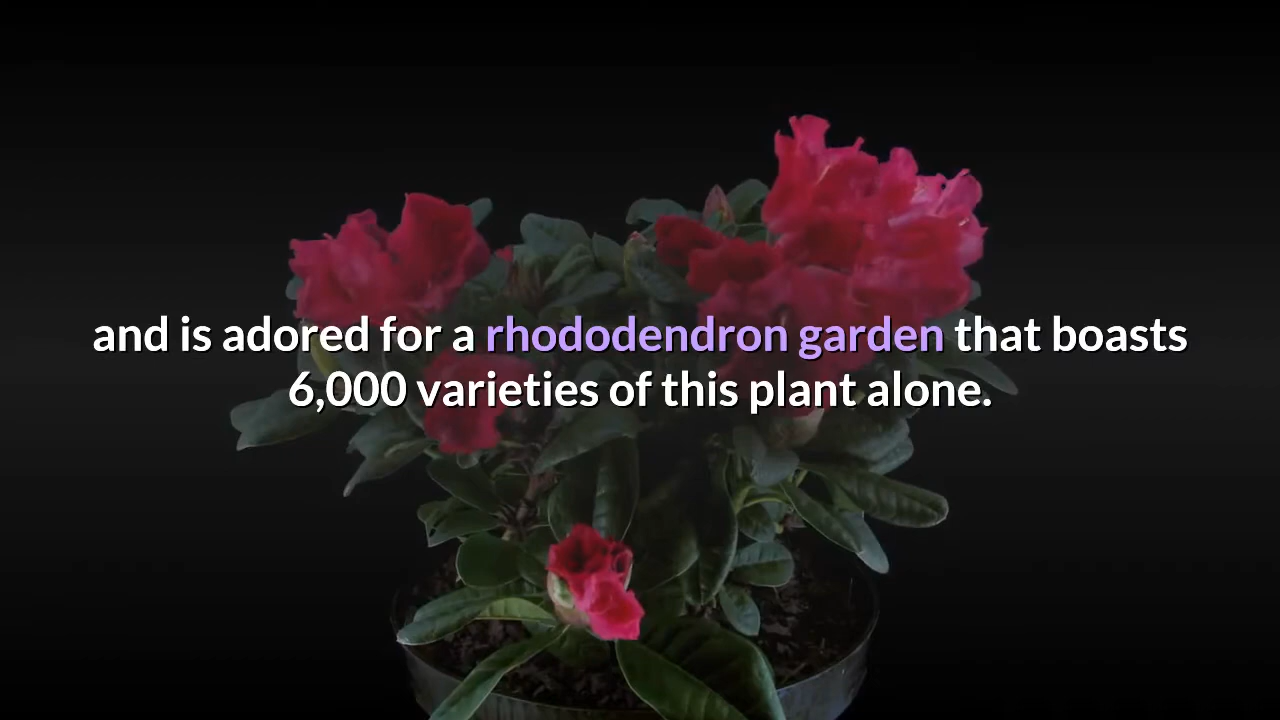 and is adored for a rhododendron garden that boasts
6,000 varieties of this plant alone.